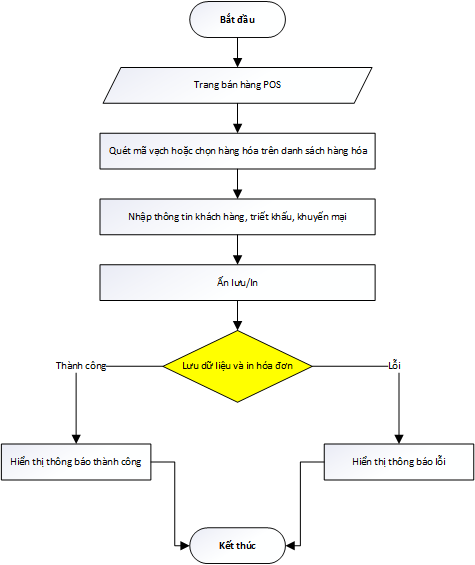 Bắt đầu
Trang bán hàng POS
Quét mã vạch hoặc chọn hàng hóa trên danh sách hàng hóa
Nhập thông tin khách hàng, triết khấu, khuyến mại
Ấn lưu/In
Thành công
Lưu dữ liệu và in hóa đơn
Lỗi
Hiển thị thông báo thành công
Hiển thị thông báo lỗi
Kết thúc